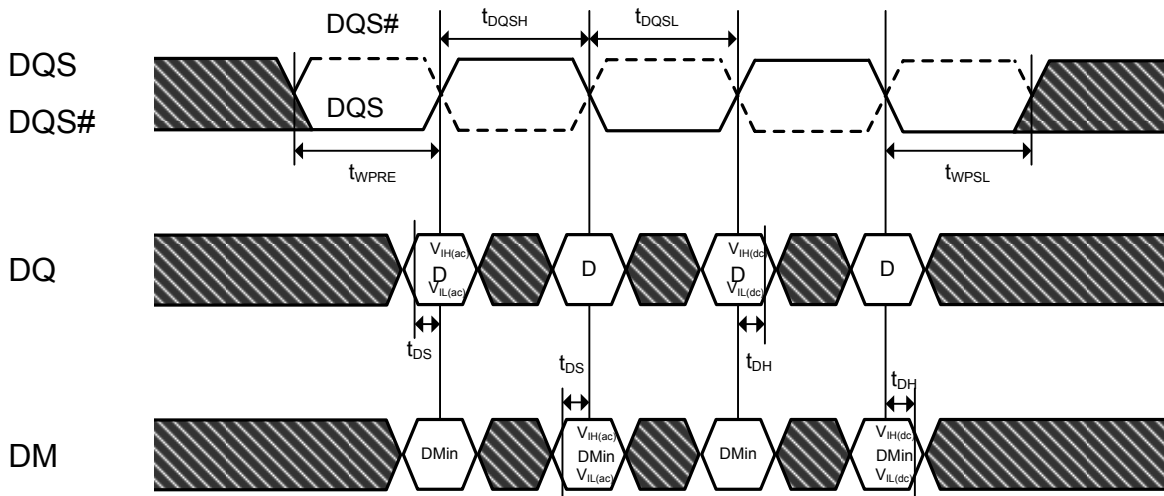 DQS#
tDQSH
tDQSL
DQS
DQS#
DQS
tWPRE
tWPSL
DQ
VIH(ac)
D
VIL(ac)
D
VIH(dc)
D
VIL(dc)
D
tDS
tDS
tDH
tDH
DM
DMin
VIH(ac)
DMin
VIL(ac)
DMin
VIH(dc)
DMin
VIL(dc)